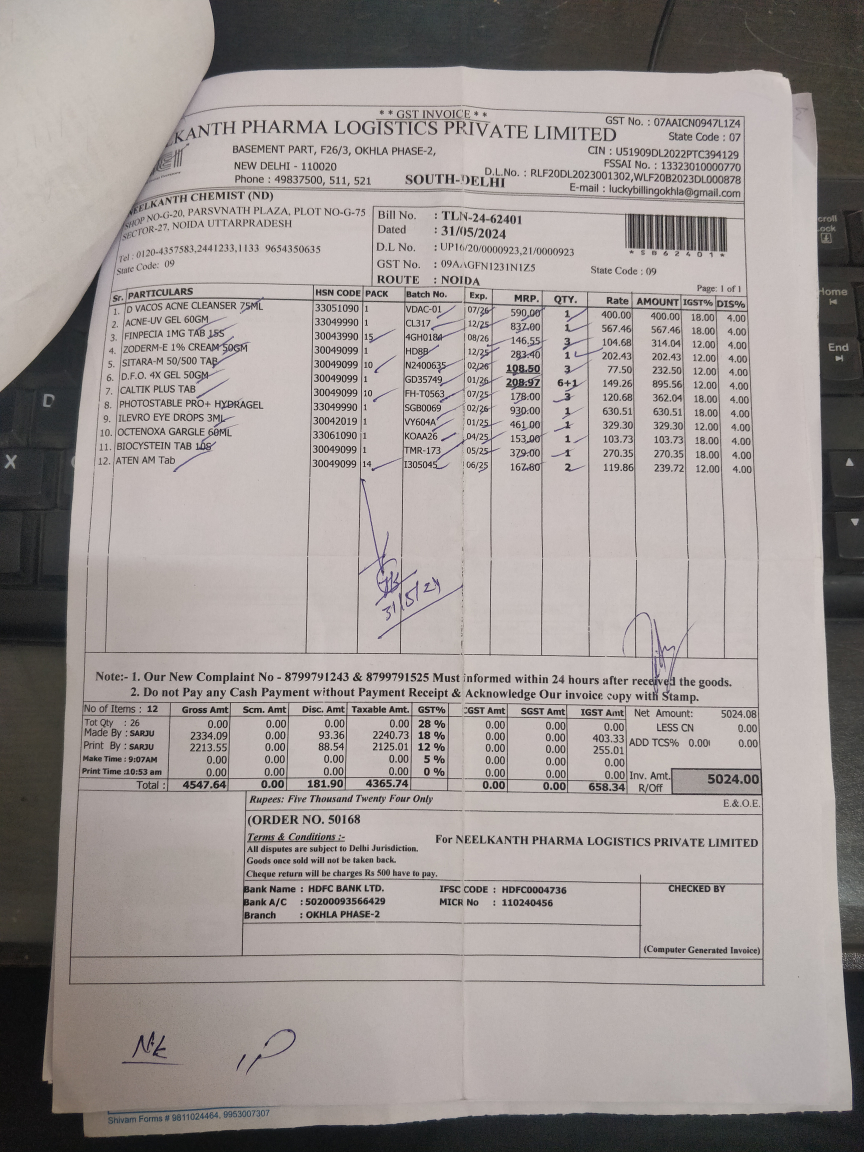 * * GST INVOICE * *
GST No. : 07AAICN0947L1Z4
ELKANTH PHARMA LOGISTICS PRIVATE LIMITED
State Code : 07
BASEMENT PART, F26/3, OKHLA PHASE-2,
CIN : U51909DL2022PTC394129
NEW DELHI - 110020
FSSAI No. : 13323010000770
Phone : 49837500, 511, 521
SOUTH-DELHI
D.L.No. : RLF20DL2023001302,WLF20B2023DL000878
E-mail : luckybillingokhla@gmail.com
NEELKANTH CHEMIST (ND)
SHOP NO-G-20, PARSVNATH PLAZA, PLOT NO-G-75
SECTOR-27, NOIDA UTTARPRADESH
Tel : 0120-4357583,2441233,1133 9654350635
State Code: 09
Bill No. : TLN-24-62401
Dated : 31/05/2024
D.L No. : UP16/20/0000923,21/0000923
GST No. : 09AAGFN1231N1Z5
ROUTE : NOIDA
* 5 8 6 2 4 0 1 *
State Code : 09
Page: 1 of 1
Sr. PARTICULARS HSN CODE PACK Batch No. Exp. MRP. QTY. Rate AMOUNT IGST% DIS%
1. D VACOS ACNE CLEANSER 75ML 33051090 1 VDAC-01 07/26 590.00 1 400.00 400.00 18.00 4.00
2. ACNE-UV GEL 60GM 33049990 1 CL317 12/25 837.00 1 567.46 567.46 18.00 4.00
3. FINPECIA 1MG TAB 15S 30043990 15 4GH0184 08/26 146.55 3 104.68 314.04 12.00 4.00
4. ZODERM-E 1% CREAM 50GM 30049099 1 HD8B 12/25 283.40 1 202.43 202.43 12.00 4.00
5. SITARA-M 50/500 TAB 30049099 10 N2400635 02/26 108.50 3 77.50 232.50 12.00 4.00
6. D.F.O. 4X GEL 50GM 30049099 1 GD35749 01/26 208.97 6+1 149.26 895.56 12.00 4.00
7. CALTIK PLUS TAB 30049099 10 FH-T0563 07/25 178.00 3 120.68 362.04 18.00 4.00
8. PHOTOSTABLE PRO+ HYDRAGEL 33049990 1 SGB0069 02/26 930.00 1 630.51 630.51 18.00 4.00
9. ILEVRO EYE DROPS 3ML 30042019 1 VY604A 01/25 461.00 1 329.30 329.30 12.00 4.00
10. OCTENOXA GARGLE 60ML 33061090 1 KOAA26 04/25 153.00 1 103.73 103.73 18.00 4.00
11. BIOCYSTEIN TAB 10S 30049099 1 TMR-173 05/25 379.00 1 270.35 270.35 18.00 4.00
12. ATEN AM Tab 30049099 14 I305045 06/25 167.80 2 119.86 239.72 12.00 4.00
31/5/24
Note:- 1. Our New Complaint No - 8799791243 & 8799791525 Must informed within 24 hours after received the goods.
2. Do not Pay any Cash Payment without Payment Receipt & Acknowledge Our invoice copy with Stamp.
No of Items : 12 Gross Amt Scm. Amt Disc. Amt Taxable Amt. GST% CGST Amt SGST Amt IGST Amt Net Amount: 5024.08
Tot Qty : 26 0.00 0.00 0.00 0.00 28 % 0.00 0.00 0.00 LESS CN 0.00
Made By : SARJU 2334.09 0.00 93.36 2240.73 18 % 0.00 0.00 403.33 ADD TCS% 0.00 0.00
Print By : SARJU 2213.55 0.00 88.54 2125.01 12 % 0.00 0.00 255.01
Make Time : 9:07AM 0.00 0.00 0.00 0.00 5 % 0.00 0.00 0.00
Print Time :10:53 am 0.00 0.00 0.00 0.00 0 % 0.00 0.00 0.00 Inv. Amt. 5024.00
Total : 4547.64 0.00 181.90 4365.74 0.00 0.00 658.34 R/Off
Rupees: Five Thousand Twenty Four Only
E.&.O.E.
(ORDER NO. 50168
Terms & Conditions :-
For NEELKANTH PHARMA LOGISTICS PRIVATE LIMITED
All disputes are subject to Delhi Jurisdiction.
Goods once sold will not be taken back.
Cheque return will be charges Rs 500 have to pay.
Bank Name : HDFC BANK LTD. IFSC CODE : HDFC0004736
Bank A/C : 50200093566429 MICR No : 110240456
Branch : OKHLA PHASE-2
CHECKED BY
(Computer Generated Invoice)
NK
Shivam Forms # 9811024464, 9953007307
D
X
Scroll
Lock
Home
End